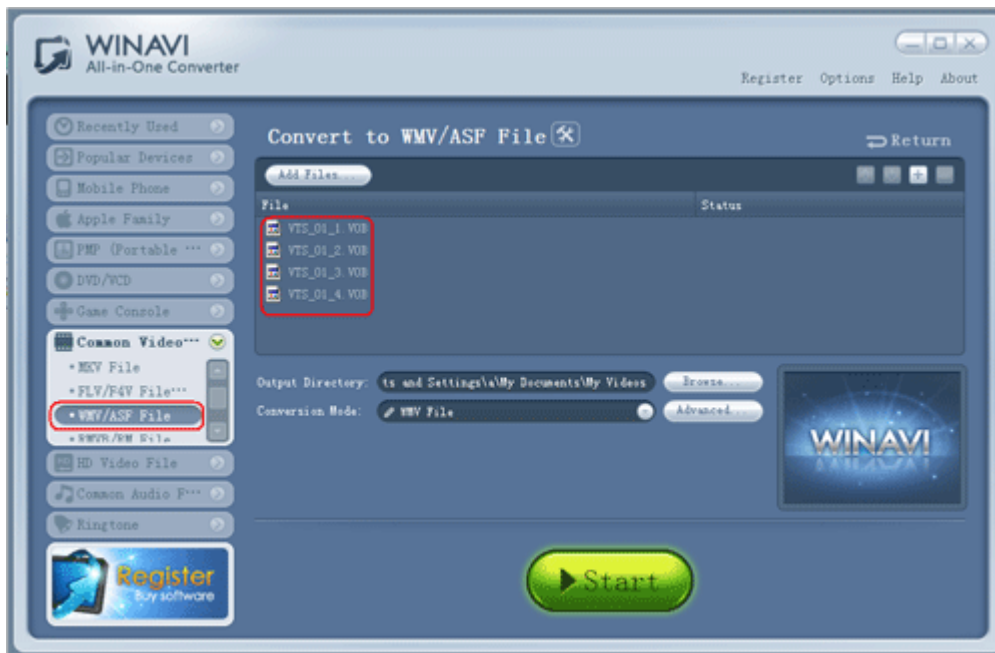 WINAVI
All-in-One Converter
Register Options Help About
Recently Used
Popular Devices
Mobile Phone
Apple Family
PMP (Portable ···
DVD/VCD
Game Console
Common Video···
MKV File
FLV/F4V File···
WMV/ASF File
RMVB/RM File
HD Video File
Common Audio F···
Ringtone
Register
Buy software
Convert to WMV/ASF File
Return
Add Files...
File Status
VTS_01_1.VOB
VTS_01_2.VOB
VTS_01_3.VOB
VTS_01_4.VOB
Output Directory: ts and Settings\a\My Documents\My Videos Browse...
Conversion Mode: WMV File Advanced...
WINAVI
Start